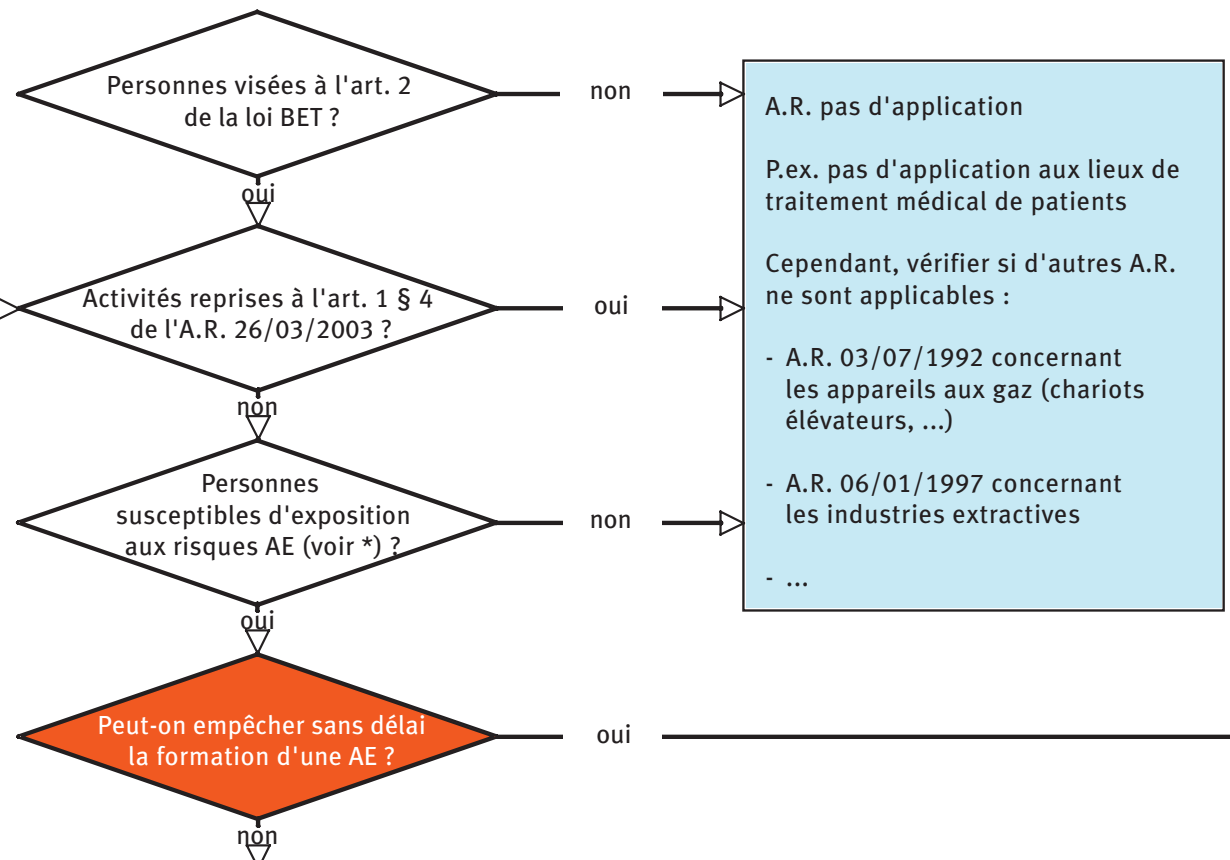 Personnes visées à l'art. 2
de la loi BET ?
non
oui
A.R. pas d'application
P.ex. pas d'application aux lieux de
traitement médical de patients
Cependant, vérifier si d'autres A.R.
ne sont applicables :
- A.R. 03/07/1992 concernant
les appareils aux gaz (chariots
élévateurs, ...)
- A.R. 06/01/1997 concernant
les industries extractives
- ...
Activités reprises à l'art. 1 § 4
de l'A.R. 26/03/2003 ?
oui
non
Personnes
susceptibles d'exposition
aux risques AE (voir *) ?
non
oui
Peut-on empêcher sans délai
la formation d'une AE ?
oui
non